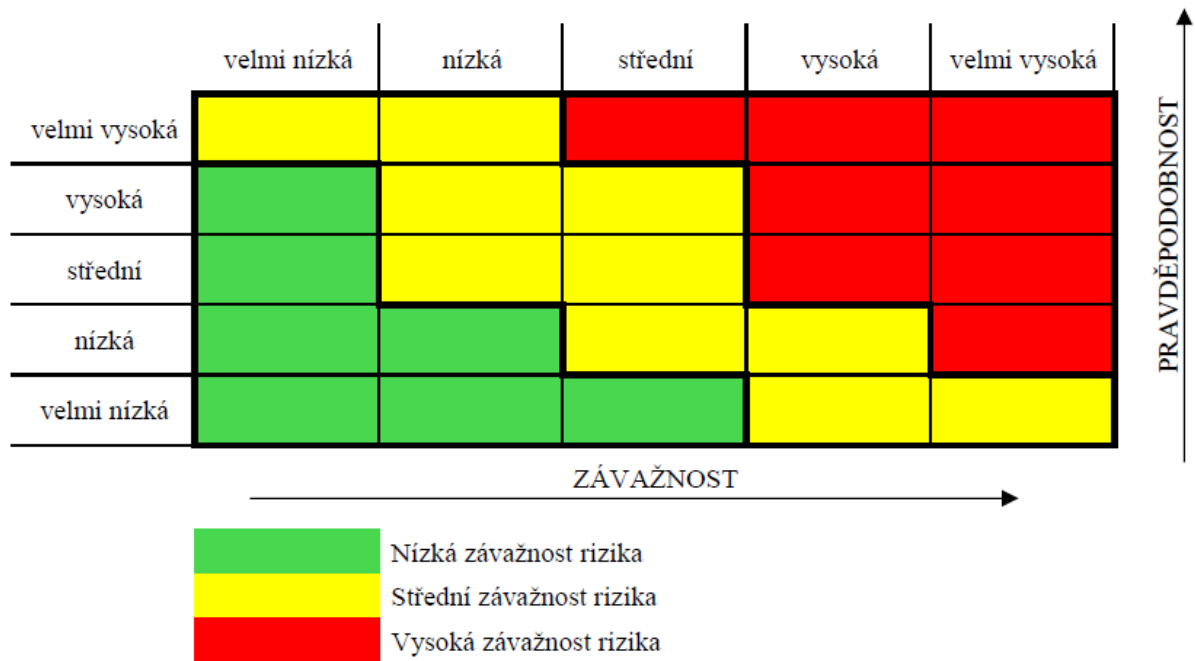 velmi nízká nízká střední vysoká velmi vysoká
velmi vysoká
vysoká
střední
nízká
velmi nízká
PRAVDĚPODOBNOST
ZÁVAŽNOST
Nízká závažnost rizika
Střední závažnost rizika
Vysoká závažnost rizika